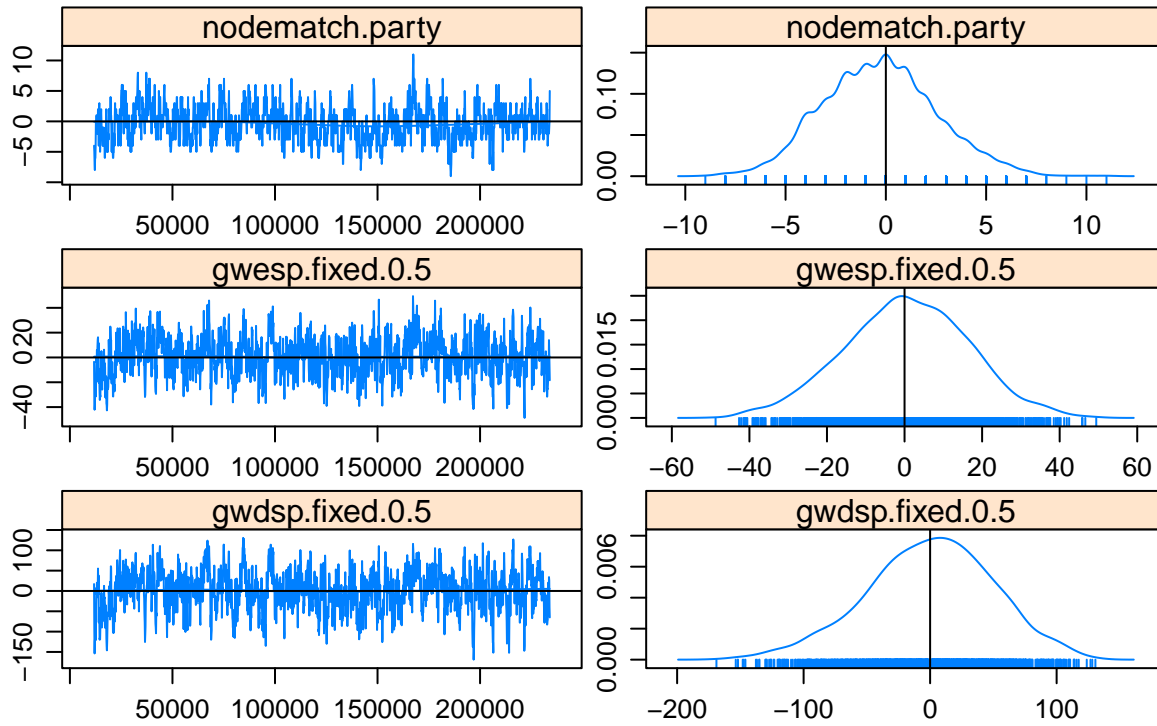 nodematch.party
nodematch.party
−5 0 5 10
0.00 0.10
50000 100000 150000 200000
−10 −5 0 5 10
gwesp.fixed.0.5
gwesp.fixed.0.5
−40 0 20
0.000 0.015
50000 100000 150000 200000
−60 −40 −20 0 20 40 60
gwdsp.fixed.0.5
gwdsp.fixed.0.5
−150 0 100
0.000 0.006
50000 100000 150000 200000
−200 −100 0 100